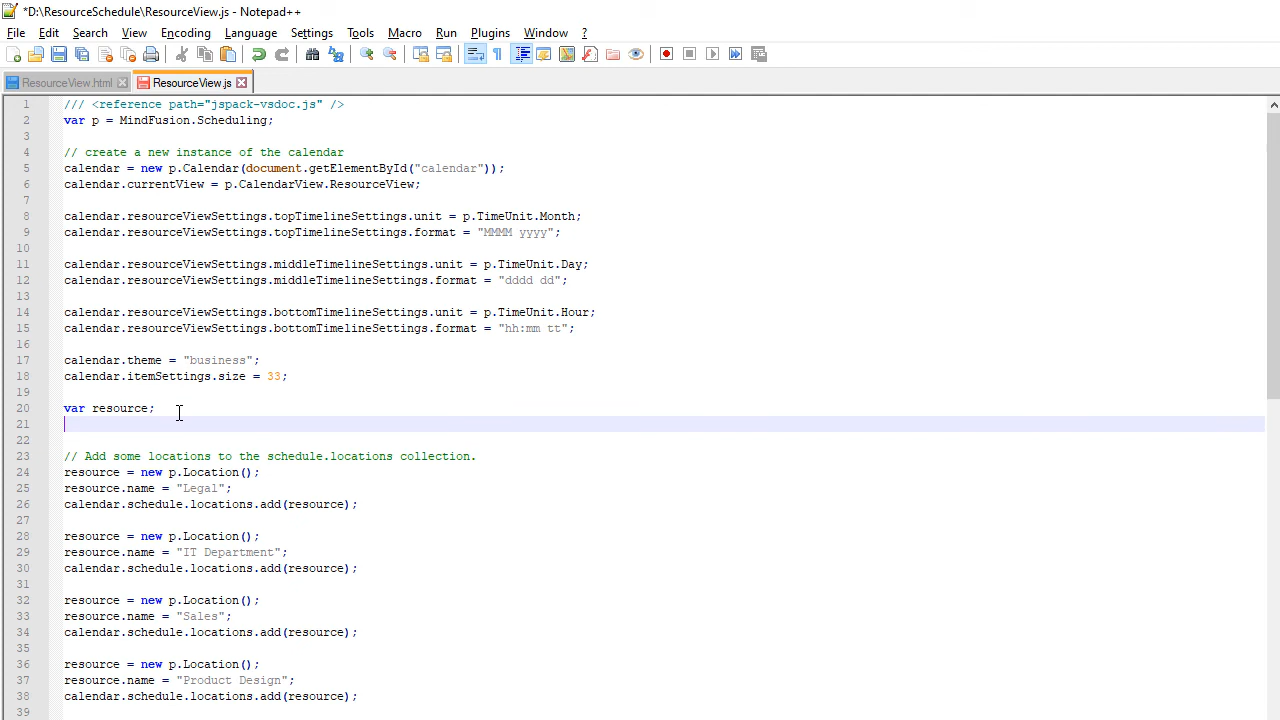 *D:\ResourceSchedule\ResourceView.js - Notepad++
File Edit Search View Encoding Language Settings Tools Macro Run Plugins Window ?
ResourceView.html ResourceView.js
1 /// <reference path="jspack-vsdoc.js" />
2 var p = MindFusion.Scheduling;
3
4 // create a new instance of the calendar
5 calendar = new p.Calendar(document.getElementById("calendar"));
6 calendar.currentView = p.CalendarView.ResourceView;
7
8 calendar.resourceViewSettings.topTimelineSettings.unit = p.TimeUnit.Month;
9 calendar.resourceViewSettings.topTimelineSettings.format = "MMMM yyyy";
10
11 calendar.resourceViewSettings.middleTimelineSettings.unit = p.TimeUnit.Day;
12 calendar.resourceViewSettings.middleTimelineSettings.format = "dddd dd";
13
14 calendar.resourceViewSettings.bottomTimelineSettings.unit = p.TimeUnit.Hour;
15 calendar.resourceViewSettings.bottomTimelineSettings.format = "hh:mm tt";
16
17 calendar.theme = "business";
18 calendar.itemSettings.size = 33;
19
20 var resource;
21
22
23 // Add some locations to the schedule.locations collection.
24 resource = new p.Location();
25 resource.name = "Legal";
26 calendar.schedule.locations.add(resource);
27
28 resource = new p.Location();
29 resource.name = "IT Department";
30 calendar.schedule.locations.add(resource);
31
32 resource = new p.Location();
33 resource.name = "Sales";
34 calendar.schedule.locations.add(resource);
35
36 resource = new p.Location();
37 resource.name = "Product Design";
38 calendar.schedule.locations.add(resource);
39